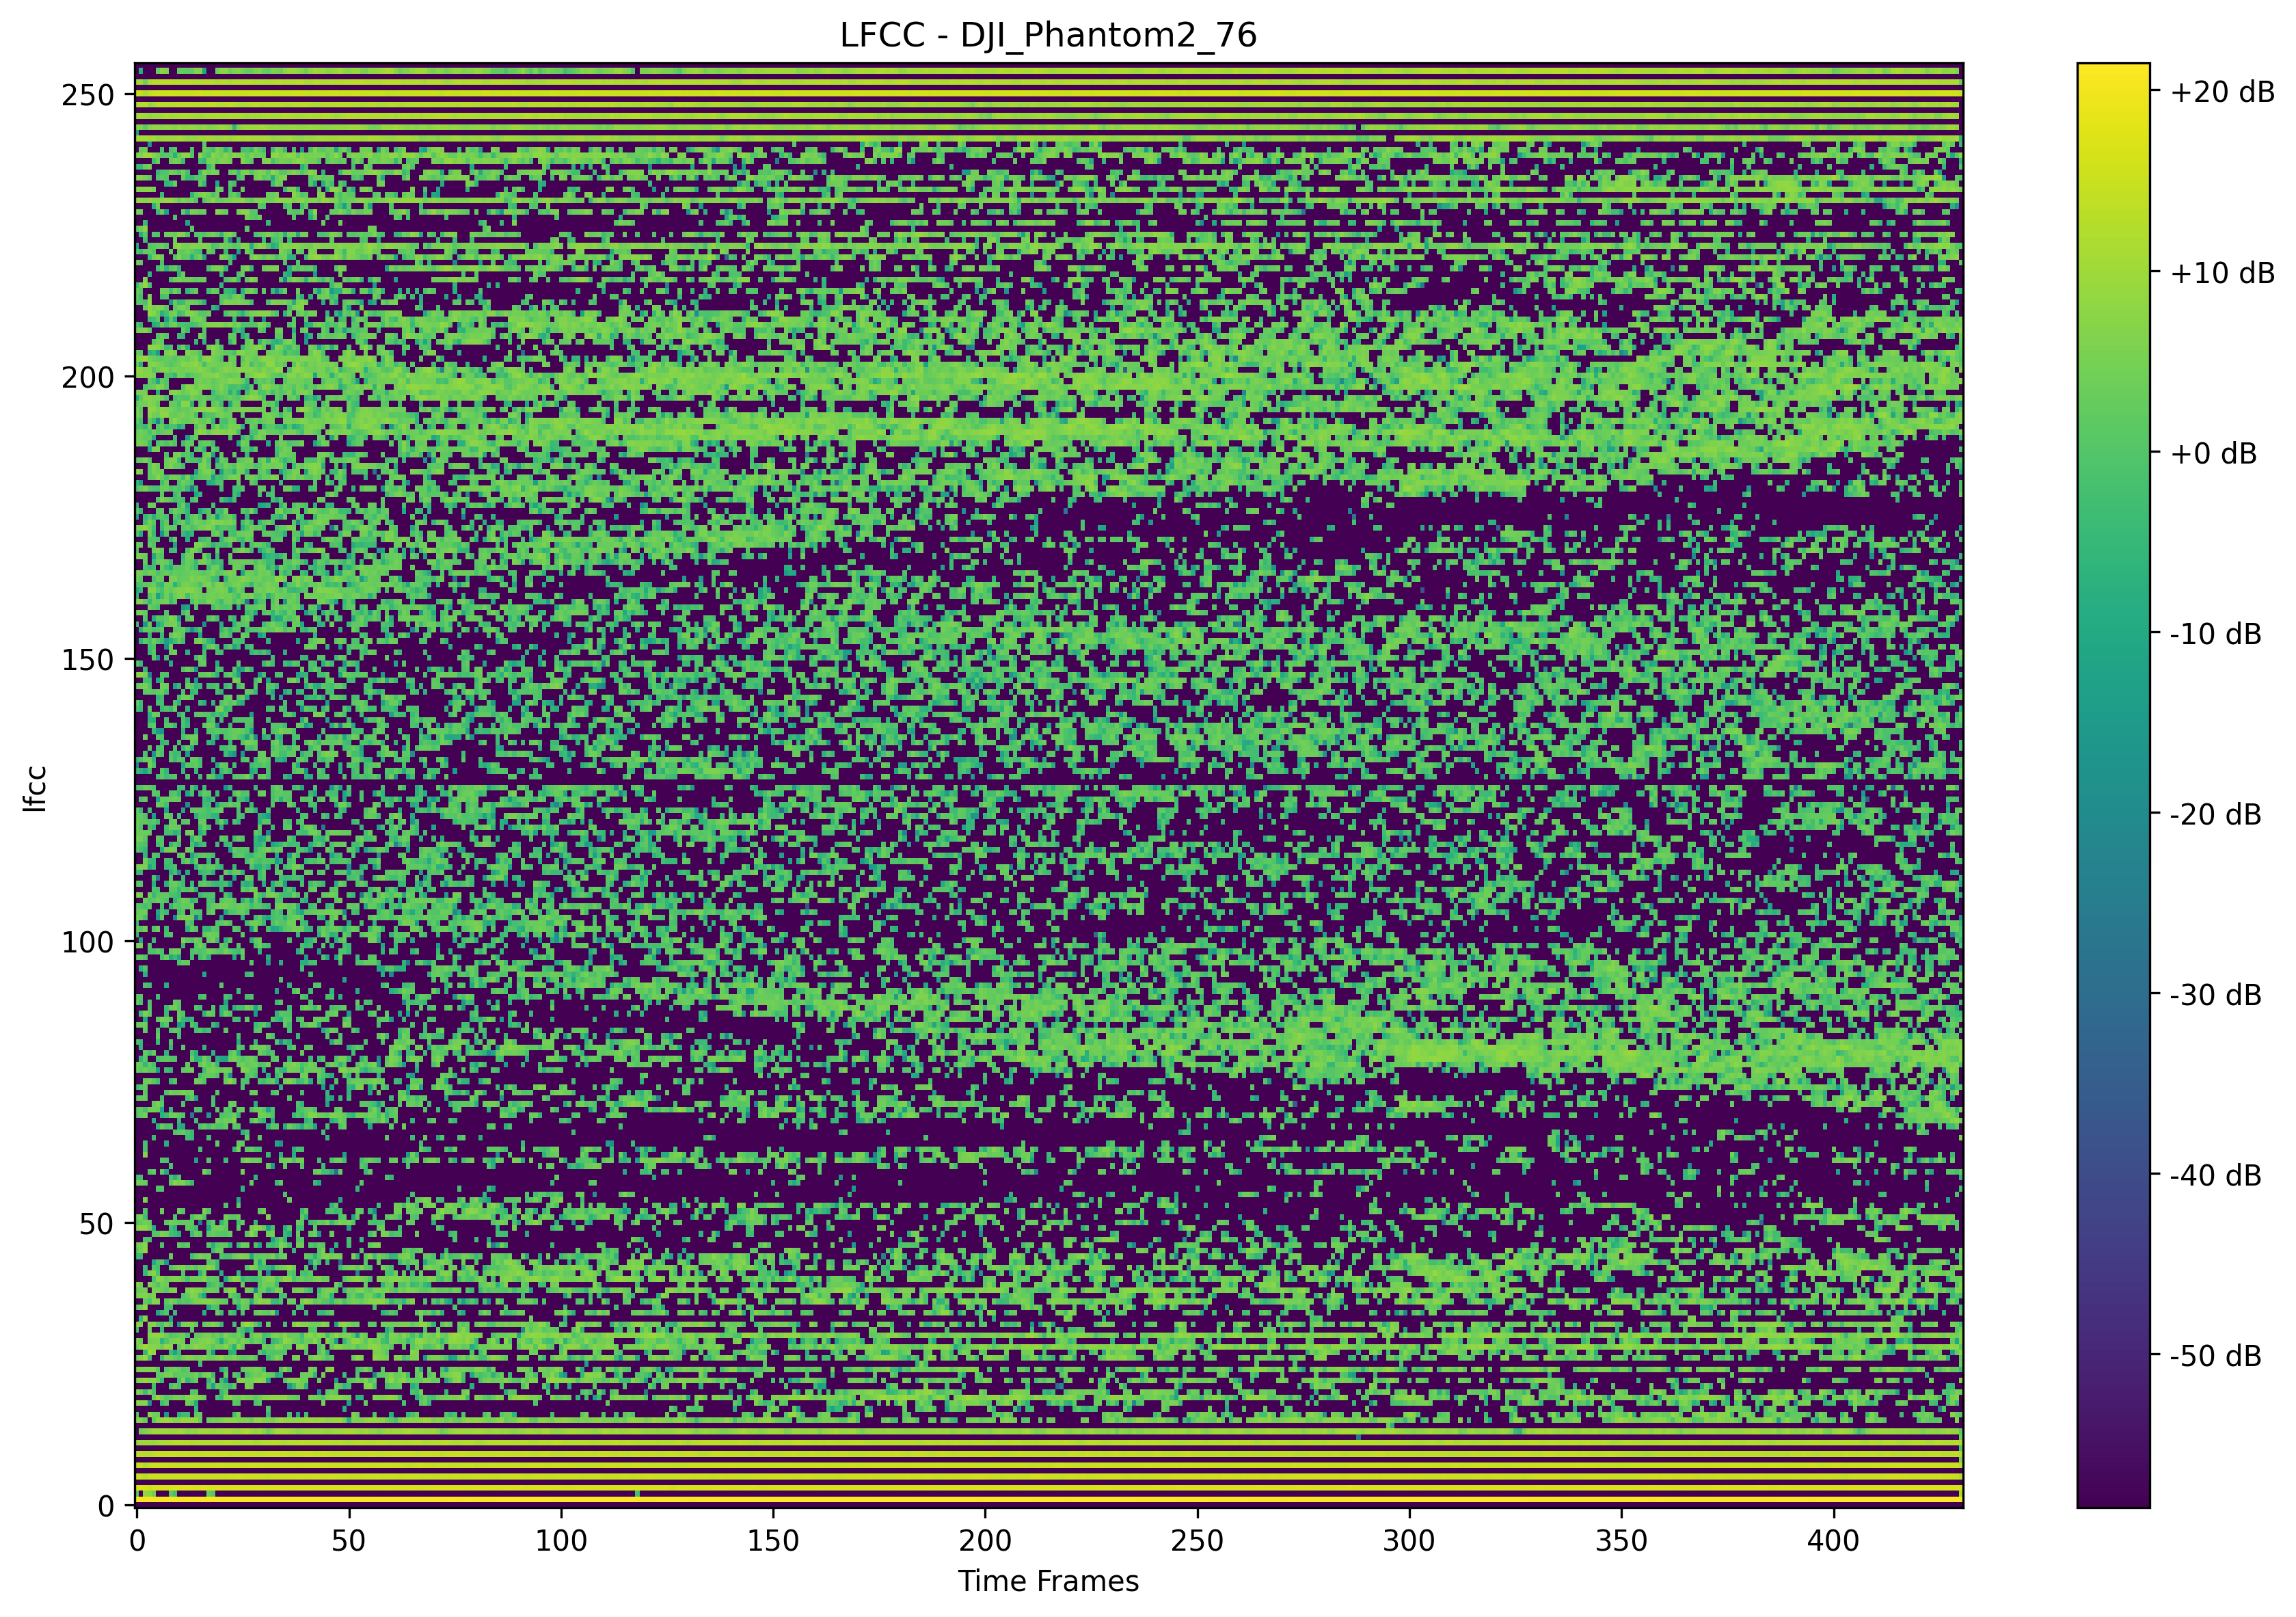 LFCC - DJI_Phantom2_76
250
200
150
100
50
0
lfcc
0 50 100 150 200 250 300 350 400
Time Frames
+20 dB
+10 dB
+0 dB
-10 dB
-20 dB
-30 dB
-40 dB
-50 dB